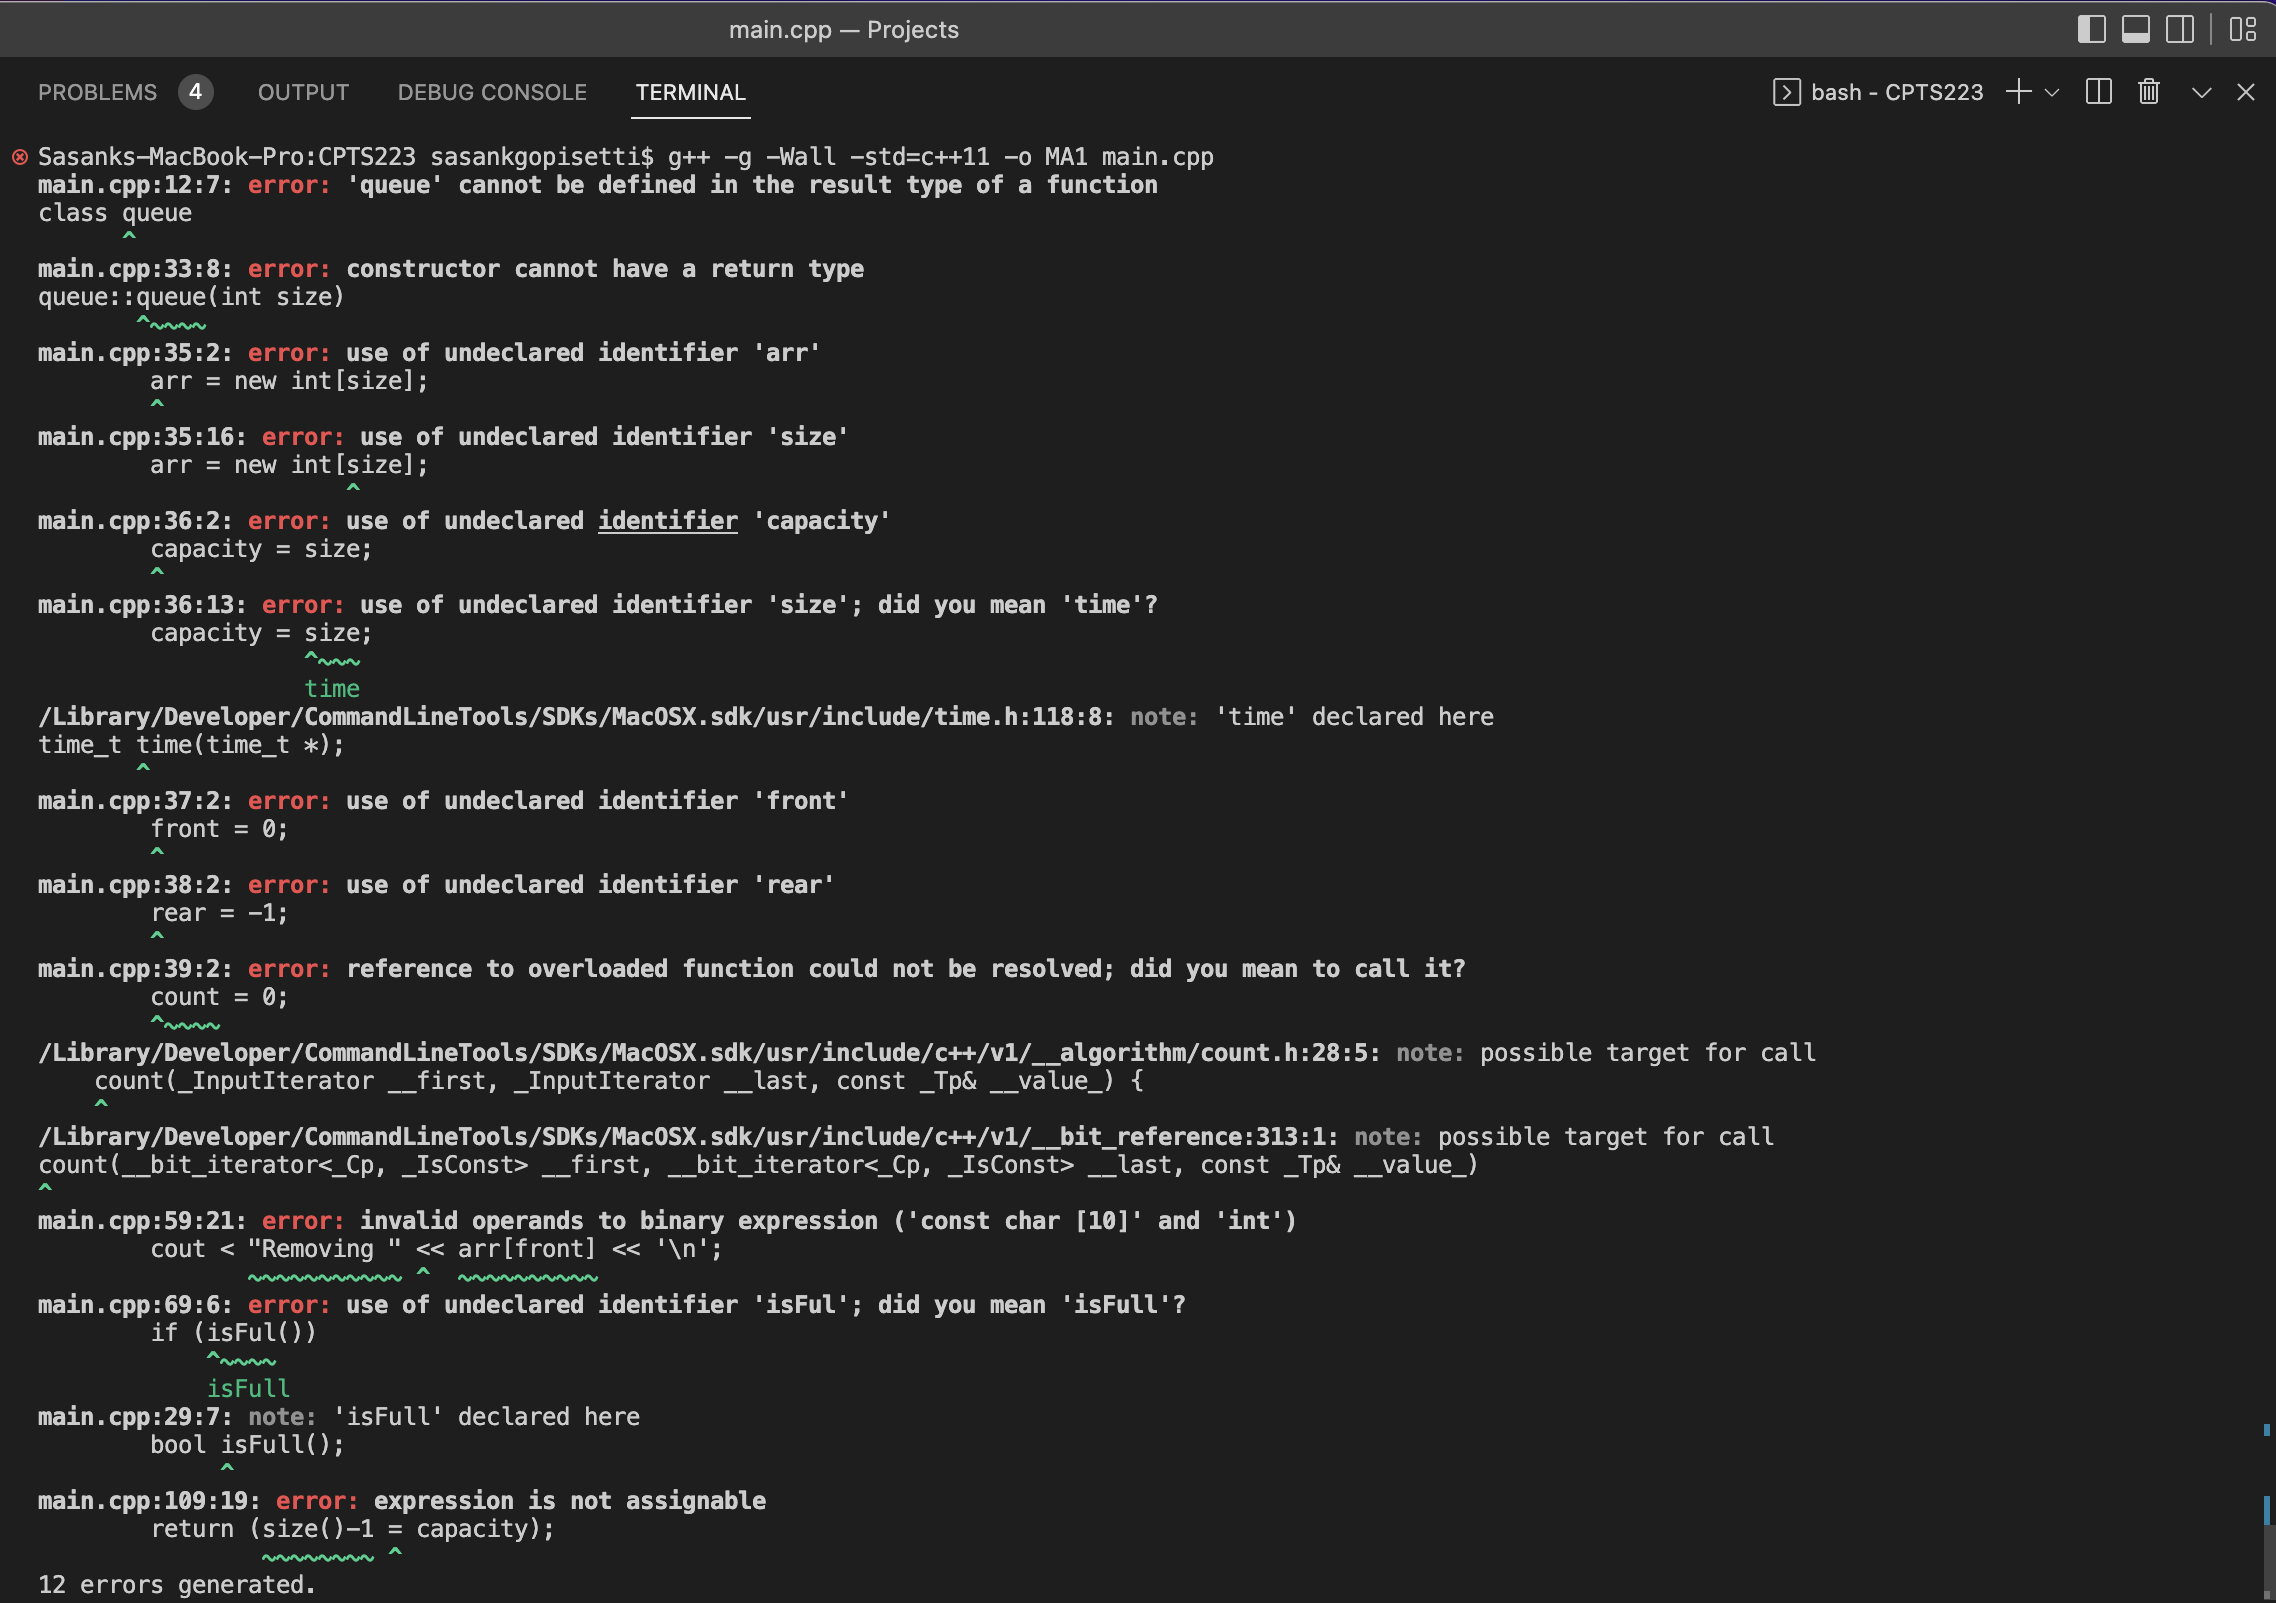 main.cpp — Projects
PROBLEMS 4 OUTPUT DEBUG CONSOLE TERMINAL bash - CPTS223
Sasanks-MacBook-Pro:CPTS223 sasankgopisetti$ g++ -g -Wall -std=c++11 -o MA1 main.cpp
main.cpp:12:7: error: 'queue' cannot be defined in the result type of a function
class queue
      ^
main.cpp:33:8: error: constructor cannot have a return type
queue::queue(int size)
       ^~~~~
main.cpp:35:2: error: use of undeclared identifier 'arr'
        arr = new int[size];
        ^
main.cpp:35:16: error: use of undeclared identifier 'size'
        arr = new int[size];
                      ^
main.cpp:36:2: error: use of undeclared identifier 'capacity'
        capacity = size;
        ^
main.cpp:36:13: error: use of undeclared identifier 'size'; did you mean 'time'?
        capacity = size;
                   ^~~~
                   time
/Library/Developer/CommandLineTools/SDKs/MacOSX.sdk/usr/include/time.h:118:8: note: 'time' declared here
time_t time(time_t *);
       ^
main.cpp:37:2: error: use of undeclared identifier 'front'
        front = 0;
        ^
main.cpp:38:2: error: use of undeclared identifier 'rear'
        rear = -1;
        ^
main.cpp:39:2: error: reference to overloaded function could not be resolved; did you mean to call it?
        count = 0;
        ^~~~~
/Library/Developer/CommandLineTools/SDKs/MacOSX.sdk/usr/include/c++/v1/__algorithm/count.h:28:5: note: possible target for call
    count(_InputIterator __first, _InputIterator __last, const _Tp& __value_) {
    ^
/Library/Developer/CommandLineTools/SDKs/MacOSX.sdk/usr/include/c++/v1/__bit_reference:313:1: note: possible target for call
count(__bit_iterator<_Cp, _IsConst> __first, __bit_iterator<_Cp, _IsConst> __last, const _Tp& __value_)
^
main.cpp:59:21: error: invalid operands to binary expression ('const char [10]' and 'int')
        cout < "Removing " << arr[front] << '\n';
               ~~~~~~~~~~~ ^  ~~~~~~~~~~
main.cpp:69:6: error: use of undeclared identifier 'isFul'; did you mean 'isFull'?
        if (isFul())
            ^~~~~
            isFull
main.cpp:29:7: note: 'isFull' declared here
        bool isFull();
             ^
main.cpp:109:19: error: expression is not assignable
        return (size()-1 = capacity);
                ~~~~~~~~ ^
12 errors generated.